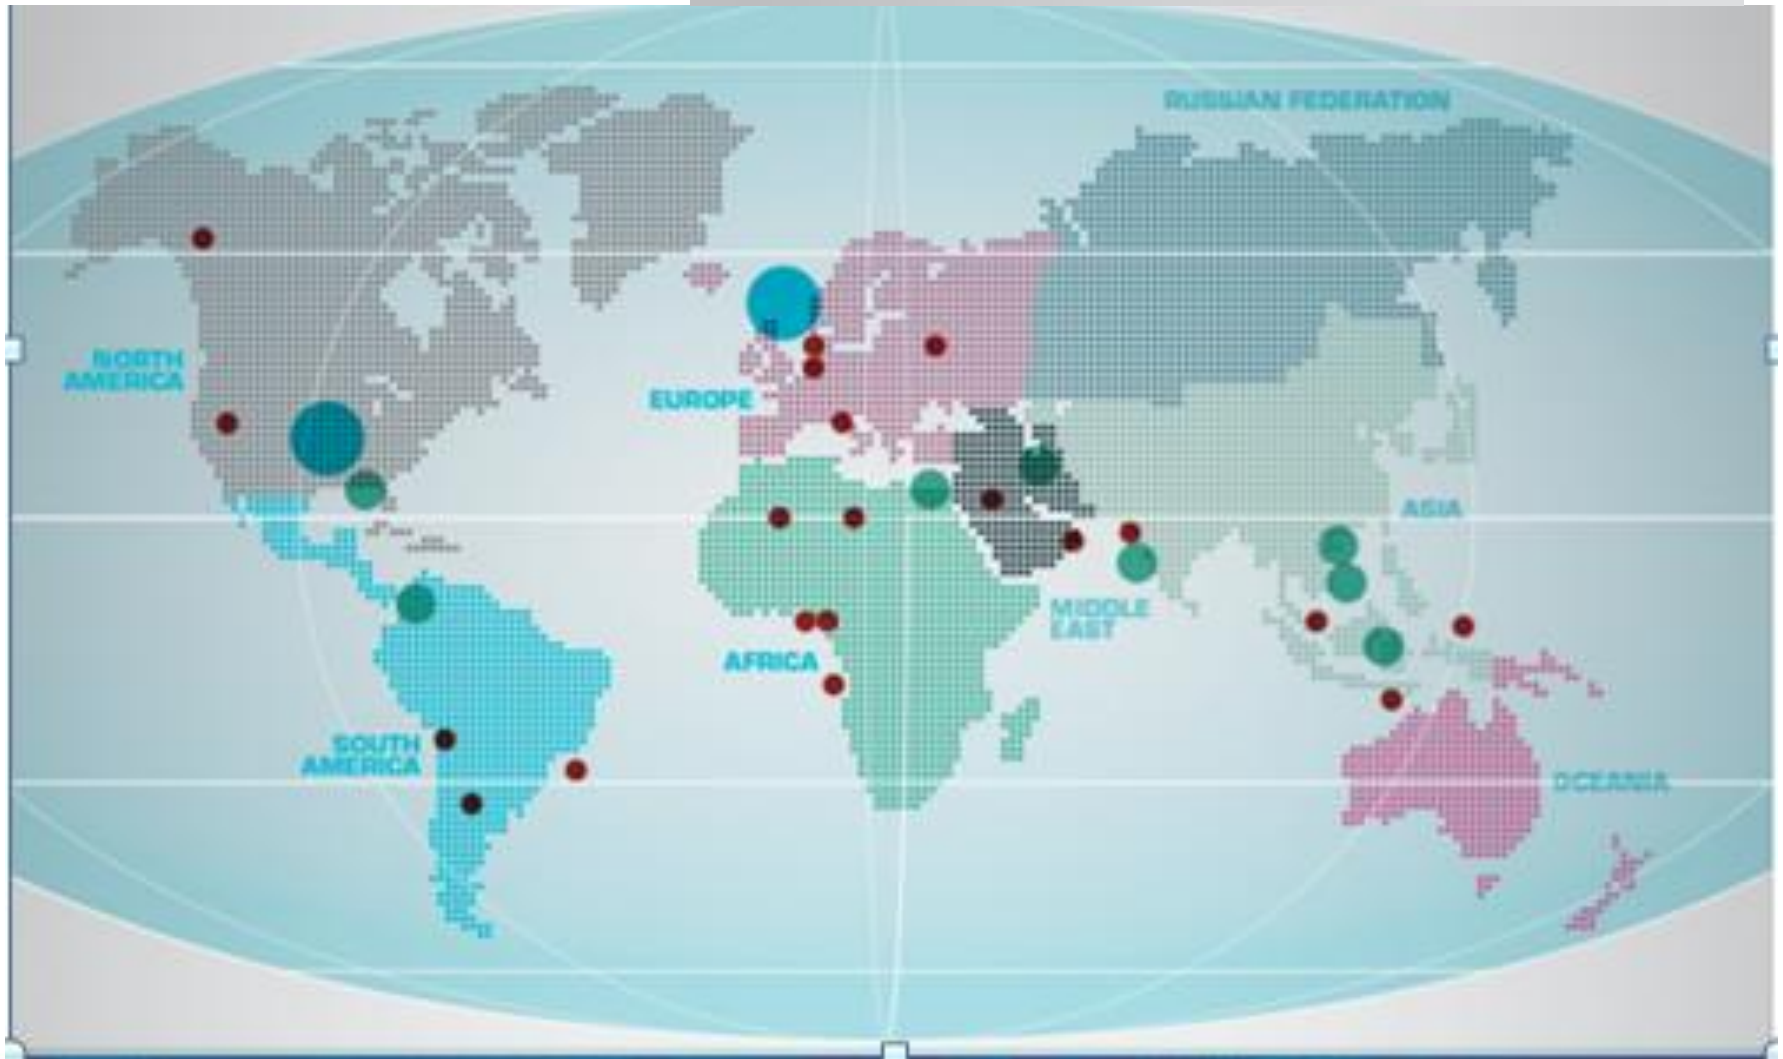 RUSSIAN FEDERATION
NORTH
AMERICA
EUROPE
ASIA
MIDDLE
EAST
AFRICA
SOUTH
AMERICA
OCEANIA